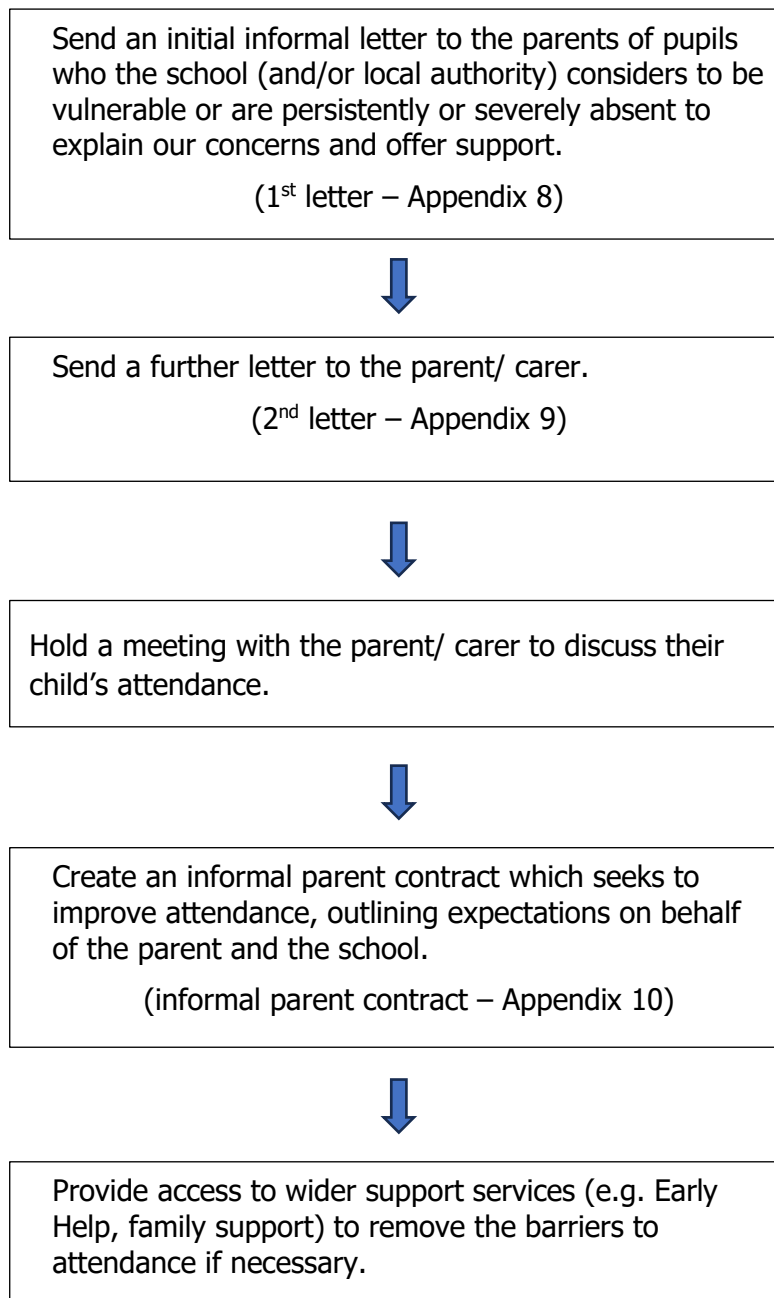 Send an initial informal letter to the parents of pupils
who the school (and/or local authority) considers to be
vulnerable or are persistently or severely absent to
explain our concerns and offer support.
(1st letter – Appendix 8)
Send a further letter to the parent/ carer.
(2nd letter – Appendix 9)
Hold a meeting with the parent/ carer to discuss their
child’s attendance.
Create an informal parent contract which seeks to
improve attendance, outlining expectations on behalf
of the parent and the school.
(informal parent contract – Appendix 10)
Provide access to wider support services (e.g. Early
Help, family support) to remove the barriers to
attendance if necessary.